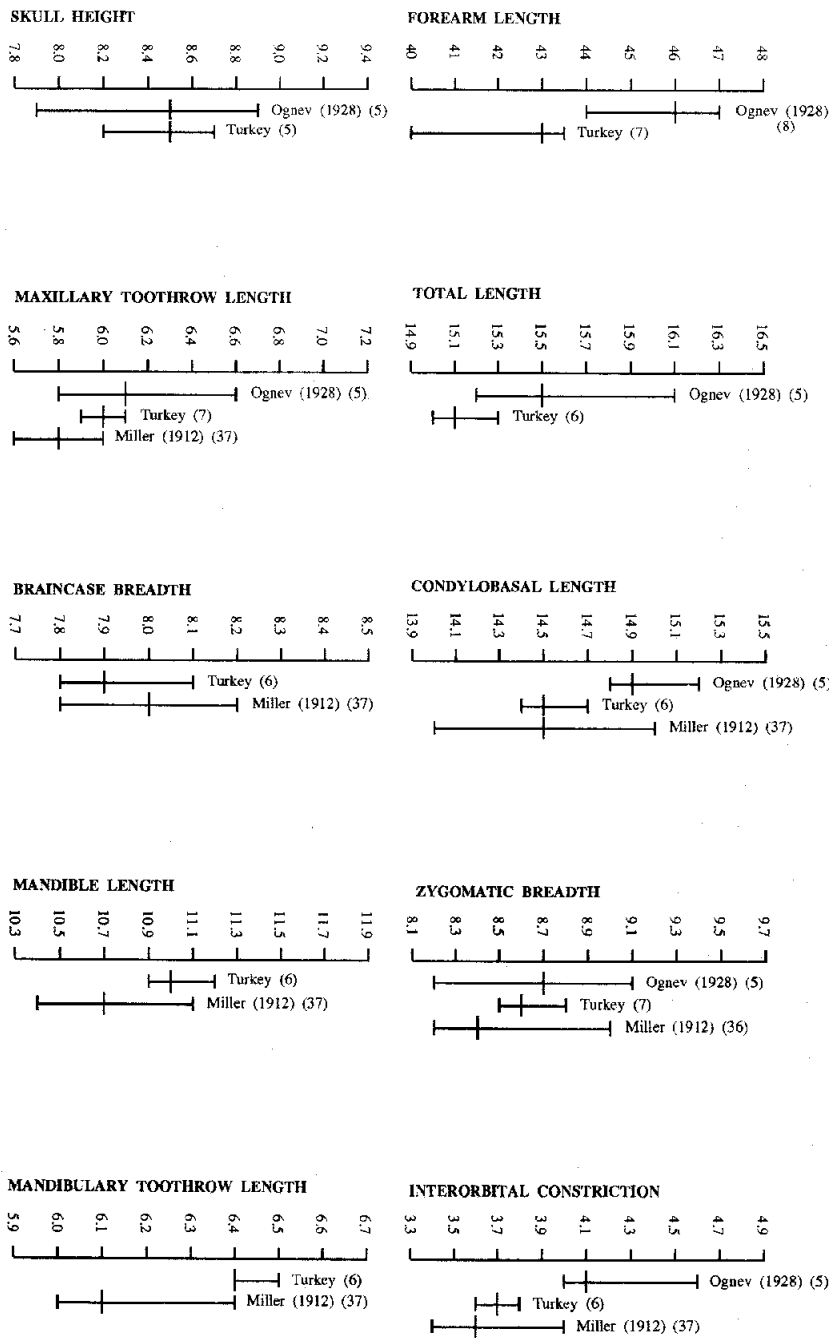 SKULL HEIGHT
7.8 8.0 8.2 8.4 8.6 8.8 9.0 9.2 9.4
Ognev (1928) (5)
Turkey (5)
FOREARM LENGTH
40 41 42 43 44 45 46 47 48
Ognev (1928)
(8)
Turkey (7)
MAXILLARY TOOTHROW LENGTH
5.6 5.8 6.0 6.2 6.4 6.6 6.8 7.0 7.2
Ognev (1928) (5)
Turkey (7)
Miller (1912) (37)
TOTAL LENGTH
14.9 15.1 15.3 15.5 15.7 15.9 16.1 16.3 16.5
Ognev (1928) (5)
Turkey (6)
BRAINCASE BREADTH
7.7 7.8 7.9 8.0 8.1 8.2 8.3 8.4 8.5
Turkey (6)
Miller (1912) (37)
CONDYLOBASAL LENGTH
13.9 14.1 14.3 14.5 14.7 14.9 15.1 15.3 15.5
Ognev (1928) (5)
Turkey (6)
Miller (1912) (37)
MANDIBLE LENGTH
10.3 10.5 10.7 10.9 11.1 11.3 11.5 11.7 11.9
Turkey (6)
Miller (1912) (37)
ZYGOMATIC BREADTH
8.1 8.3 8.5 8.7 8.9 9.1 9.3 9.5 9.7
Ognev (1928) (5)
Turkey (7)
Miller (1912) (36)
MANDIBULARY TOOTHROW LENGTH
5.9 6.0 6.1 6.2 6.3 6.4 6.5 6.6 6.7
Turkey (6)
Miller (1912) (37)
INTERORBITAL CONSTRICTION
3.3 3.5 3.7 3.9 4.1 4.3 4.5 4.7 4.9
Ognev (1928) (5)
Turkey (6)
Miller (1912) (37)